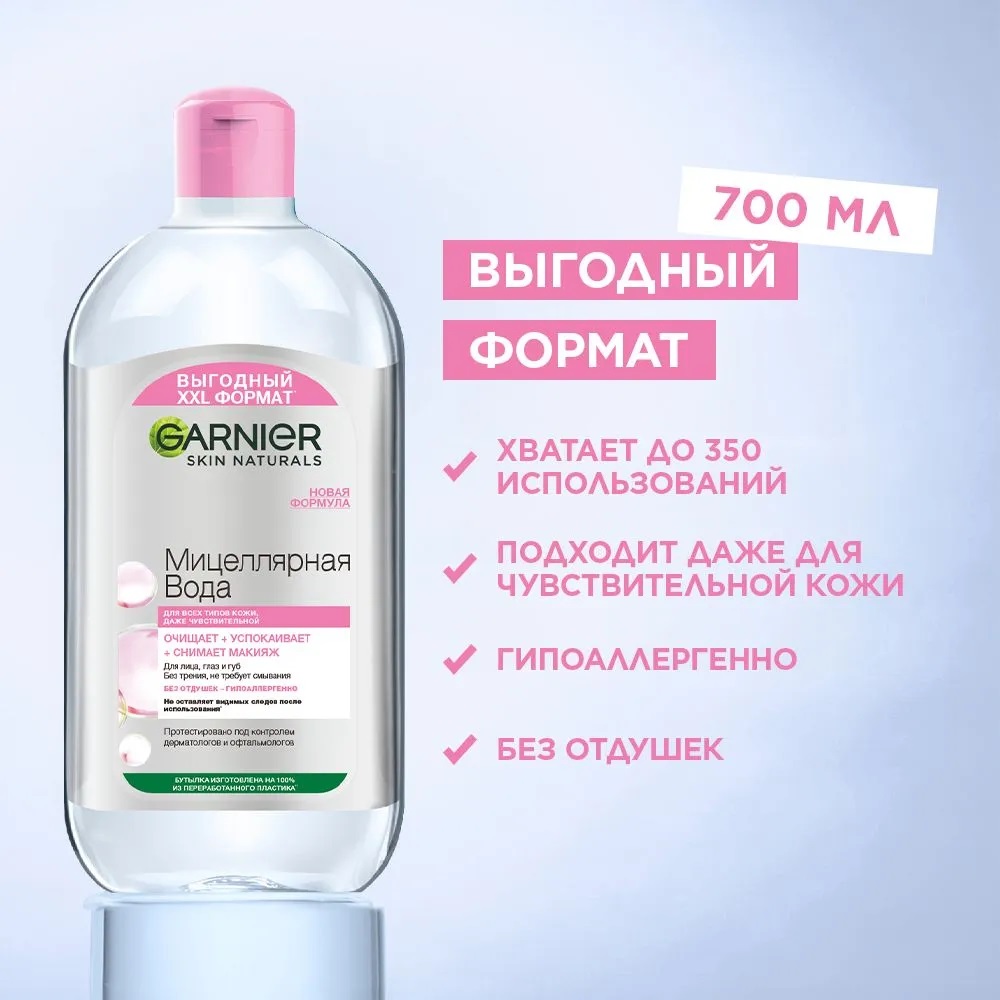 700 МЛ
ВЫГОДНЫЙ
ФОРМАТ
ХВАТАЕТ ДО 350
ИСПОЛЬЗОВАНИЙ
ПОДХОДИТ ДАЖЕ ДЛЯ
ЧУВСТВИТЕЛЬНОЙ КОЖИ
ГИПОАЛЛЕРГЕННО
БЕЗ ОТДУШЕК
ВЫГОДНЫЙ
XXL ФОРМАТ*
GARNIER
SKIN NATURALS
НОВАЯ
ФОРМУЛА
Мицеллярная
Вода
ДЛЯ ВСЕХ ТИПОВ КОЖИ,
ДАЖЕ ЧУВСТВИТЕЛЬНОЙ
ОЧИЩАЕТ + УСПОКАИВАЕТ
+ СНИМАЕТ МАКИЯЖ
Для лица, глаз и губ
Без трения, не требует смывания
БЕЗ ОТДУШЕК – ГИПОАЛЛЕРГЕННО
Не оставляет видимых следов после
использования*
Протестировано под контролем
дерматологов и офтальмологов
БУТЫЛКА ИЗГОТОВЛЕНА НА 100%
ИЗ ПЕРЕРАБОТАННОГО ПЛАСТИКА**